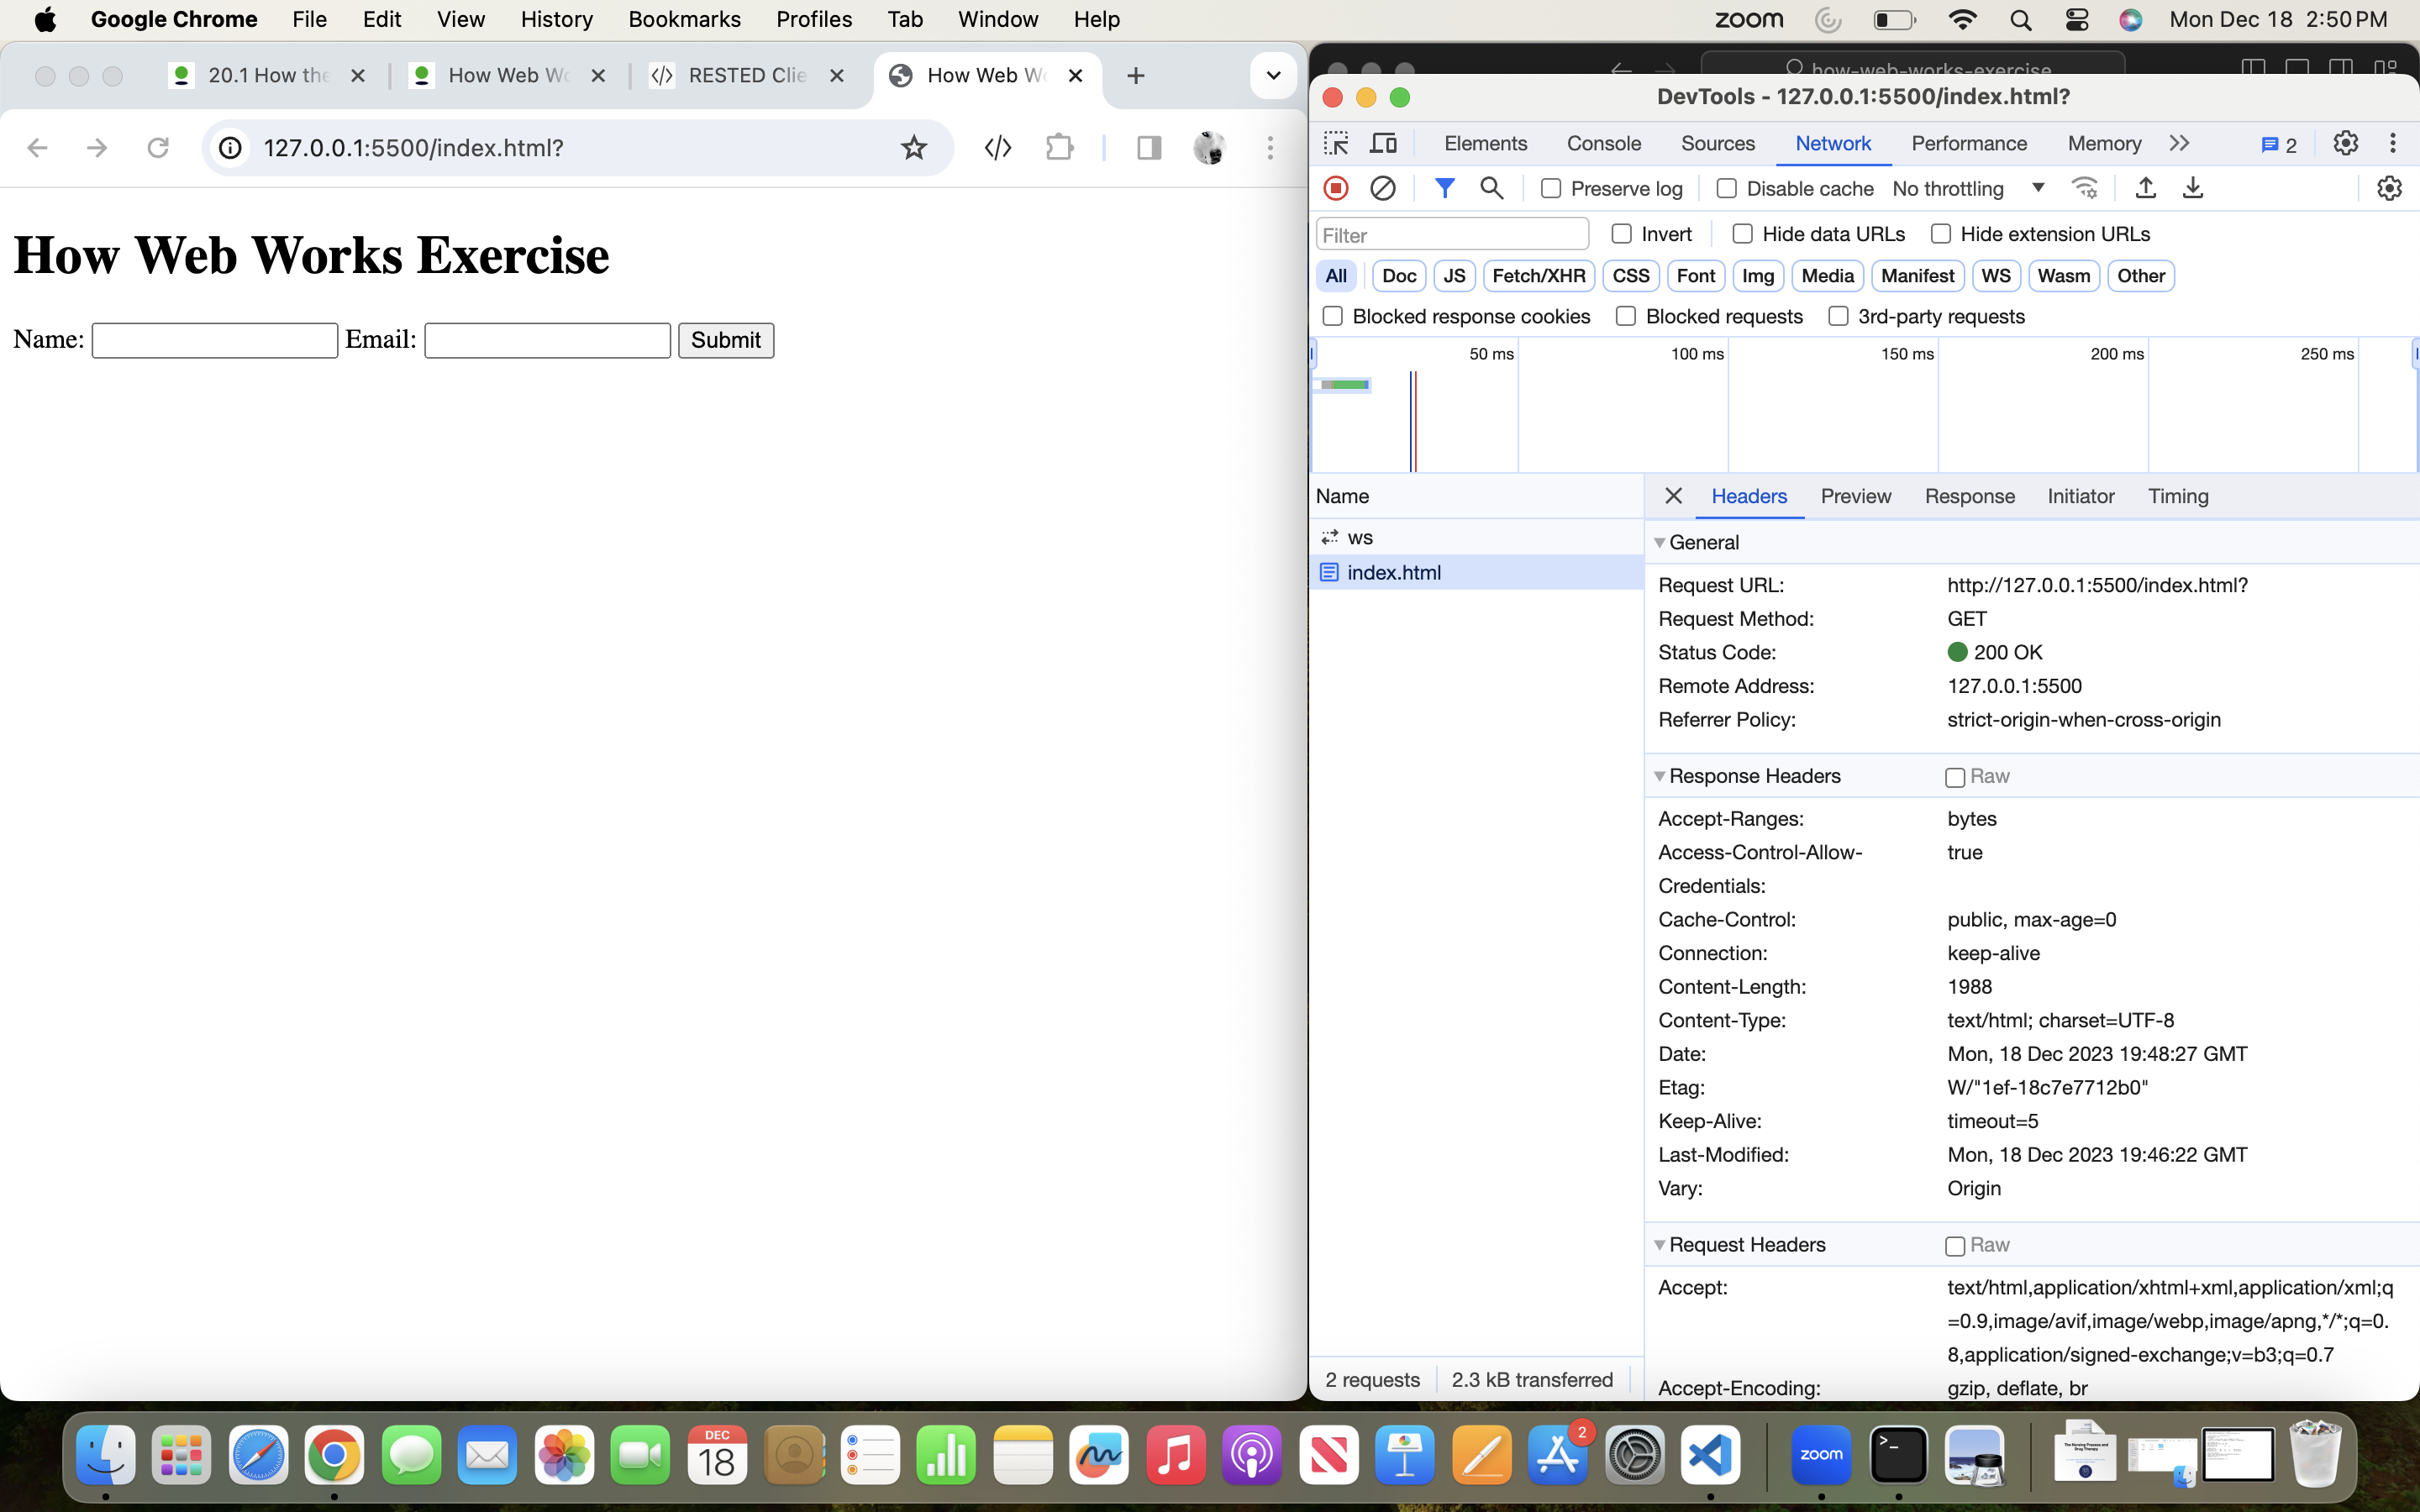 Google Chrome File Edit View History Bookmarks Profiles Tab Window Help zoom Mon Dec 18 2:50 PM
20.1 How the How Web Wo RESTED Clie How Web Wo
127.0.0.1:5500/index.html?
How Web Works Exercise
Name: Email: Submit
how-web-works-exercise
DevTools - 127.0.0.1:5500/index.html?
Elements Console Sources Network Performance Memory 2
Preserve log Disable cache No throttling
Filter Invert Hide data URLs Hide extension URLs
All Doc JS Fetch/XHR CSS Font Img Media Manifest WS Wasm Other
Blocked response cookies Blocked requests 3rd-party requests
50 ms 100 ms 150 ms 200 ms 250 ms
Name
ws
index.html
2 requests 2.3 kB transferred
Headers Preview Response Initiator Timing
General
Request URL: http://127.0.0.1:5500/index.html?
Request Method: GET
Status Code: 200 OK
Remote Address: 127.0.0.1:5500
Referrer Policy: strict-origin-when-cross-origin
Response Headers Raw
Accept-Ranges: bytes
Access-Control-Allow- true
Credentials:
Cache-Control: public, max-age=0
Connection: keep-alive
Content-Length: 1988
Content-Type: text/html; charset=UTF-8
Date: Mon, 18 Dec 2023 19:48:27 GMT
Etag: W/"1ef-18c7e7712b0"
Keep-Alive: timeout=5
Last-Modified: Mon, 18 Dec 2023 19:46:22 GMT
Vary: Origin
Request Headers Raw
Accept: text/html,application/xhtml+xml,application/xml;q
=0.9,image/avif,image/webp,image/apng,*/*;q=0.
8,application/signed-exchange;v=b3;q=0.7
Accept-Encoding: gzip, deflate, br
DEC
18
2
zoom
The Nursing Process and
Drug Therapy